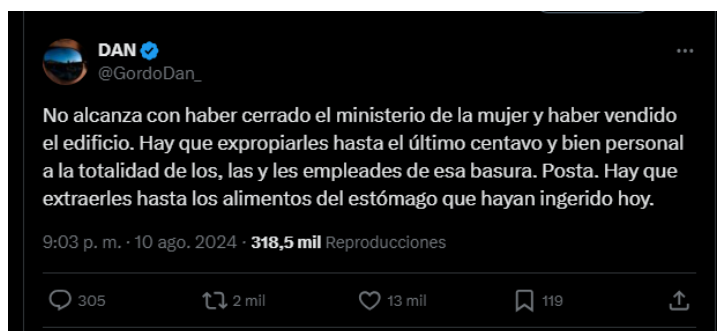 DAN
@GordoDan_
No alcanza con haber cerrado el ministerio de la mujer y haber vendido
el edificio. Hay que expropiarles hasta el último centavo y bien personal
a la totalidad de los, las y les empleades de esa basura. Posta. Hay que
extraerles hasta los alimentos del estómago que hayan ingerido hoy.
9:03 p. m. · 10 ago. 2024 · 318,5 mil Reproducciones
305 2 mil 13 mil 119